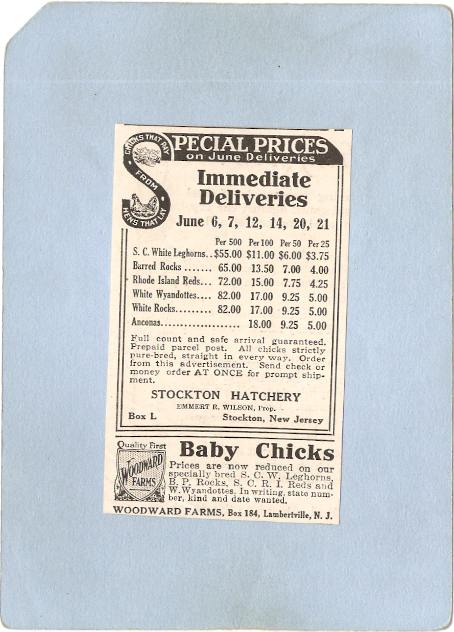 SPECIAL PRICES
on June Deliveries
CHICKS THAT PAY
FROM
HENS THAT LAY
Immediate
Deliveries
June 6, 7, 12, 14, 20, 21
Per 500 Per 100 Per 50 Per 25
S. C. White Leghorns.. $55.00 $11.00 $6.00 $3.75
Barred Rocks ....... 65.00 13.50 7.00 4.00
Rhode Island Reds... 72.00 15.00 7.75 4.25
White Wyandottes.... 82.00 17.00 9.25 5.00
White Rocks......... 82.00 17.00 9.25 5.00
Anconas..................... 18.00 9.25 5.00
Full count and safe arrival guaranteed.
Prepaid parcel post. All chicks strictly
pure-bred, straight in every way. Order
from this advertisement. Send check or
money order AT ONCE for prompt ship-
ment.
STOCKTON HATCHERY
EMMERT R. WILSON, Prop.
Box L Stockton, New Jersey
Quality First
WOODWARD
FARMS
Baby Chicks
Prices are now reduced on our
specially bred S. C. W. Leghorns,
B. P. Rocks, S. C. R. I. Reds and
W. Wyandottes. In writing, state num-
ber, kind and date wanted.
WOODWARD FARMS, Box 184, Lambertville, N. J.